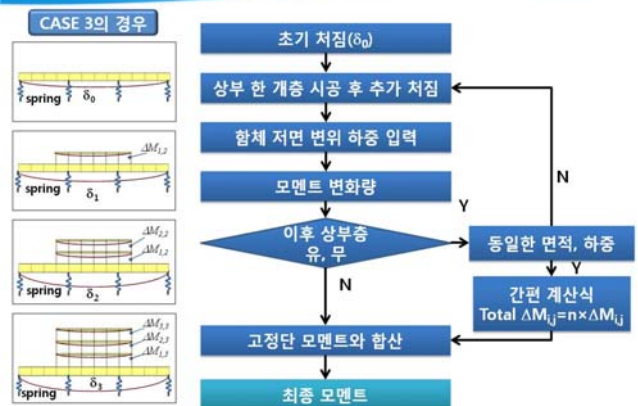 CASE 3의 경우
spring
δ0
ΔM1,2
spring
δ1
ΔM2,2
ΔM1,2
spring
δ2
ΔM3,3
ΔM2,3
ΔM1,3
spring
δ3
초기 처짐(δ0)
상부 한 개층 시공 후 추가 처짐
함체 저면 변위 하중 입력
모멘트 변화량
이후 상부층
유, 무
Y
N
동일한 면적, 하중
N
Y
간편 계산식
Total ΔMi,j=n×ΔMi,j
고정단 모멘트와 합산
최종 모멘트